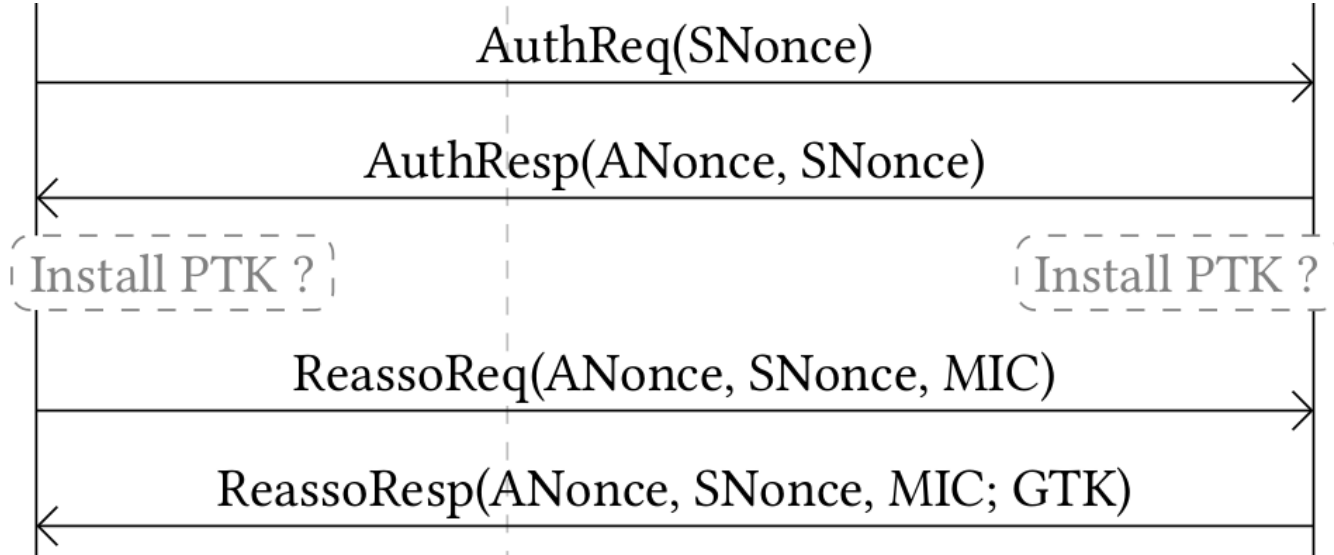 AuthReq(SNonce)
AuthResp(ANonce, SNonce)
Install PTK ?
Install PTK ?
ReassoReq(ANonce, SNonce, MIC)
ReassoResp(ANonce, SNonce, MIC; GTK)